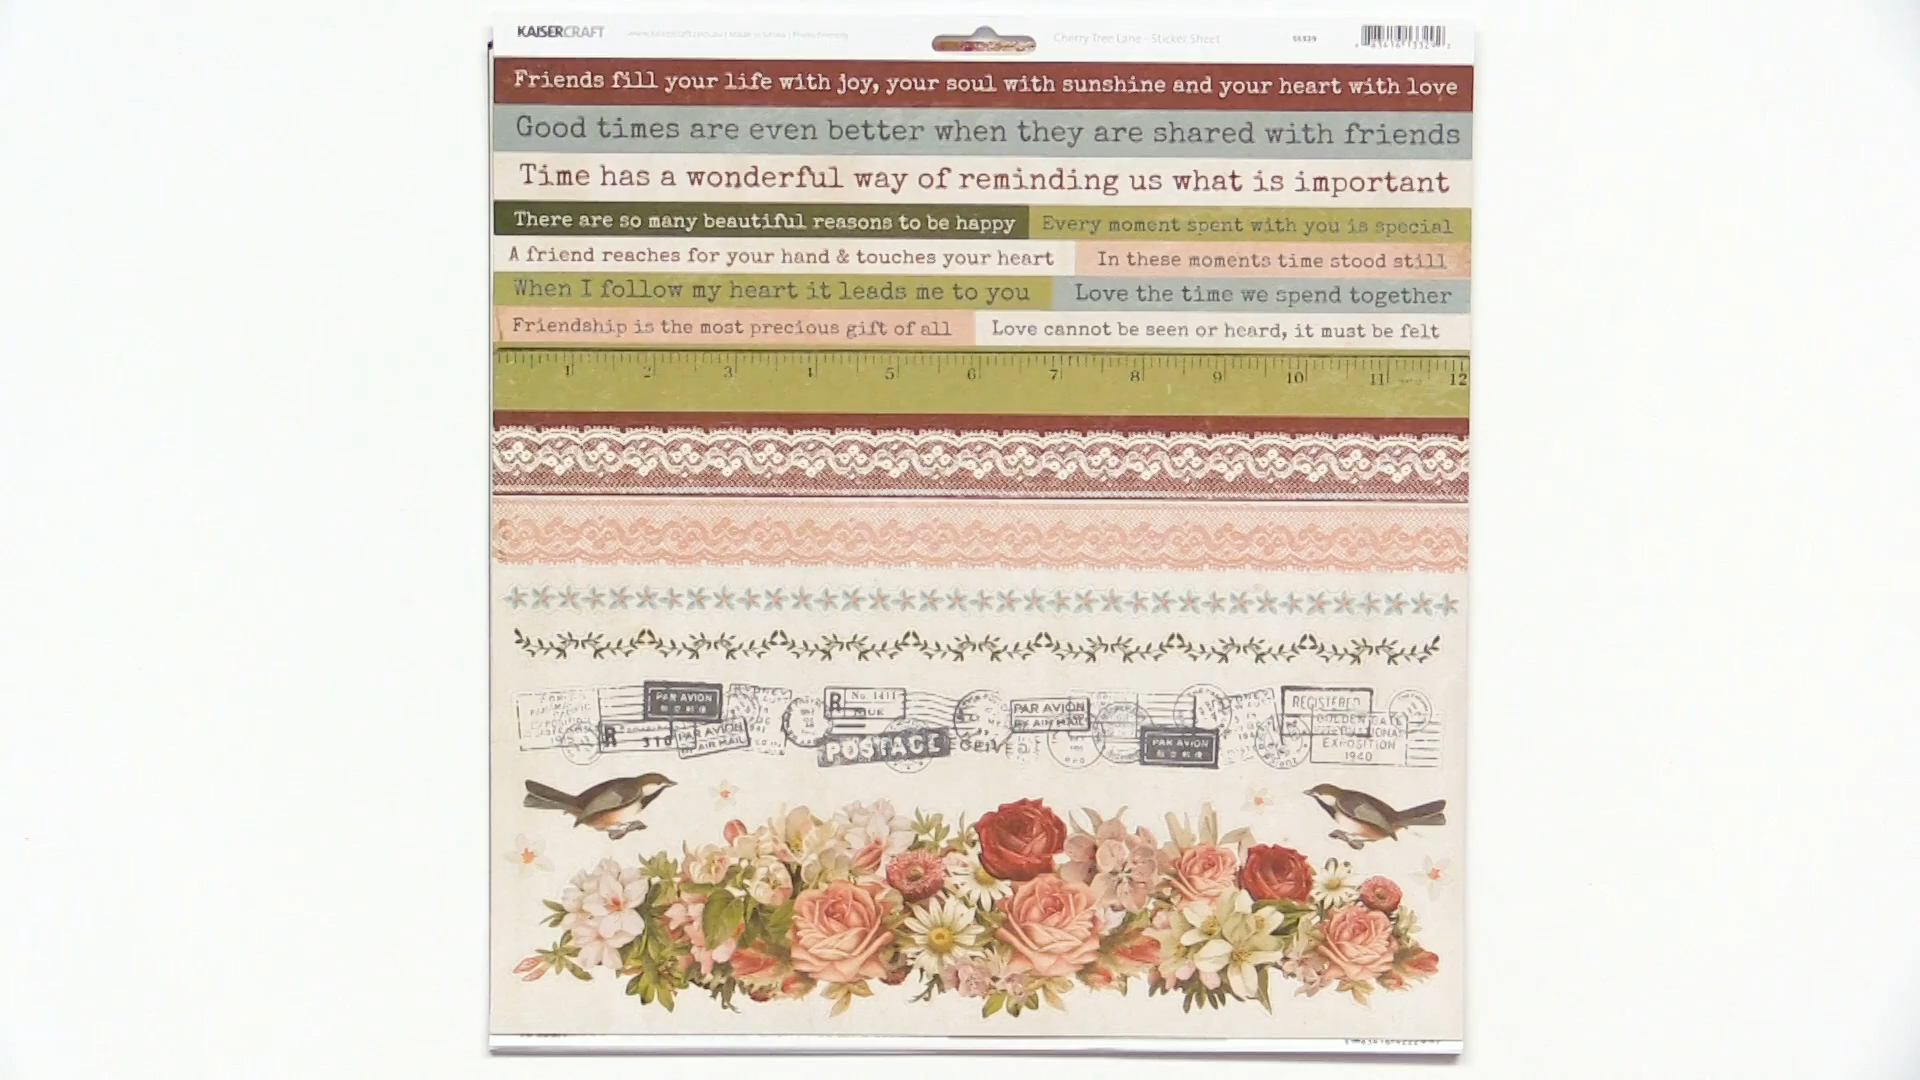 KAISERCRAFT
Cherry Tree Lane - Sticker Sheet
SS929
Friends fill your life with joy, your soul with sunshine and your heart with love
Good times are even better when they are shared with friends
Time has a wonderful way of reminding us what is important
There are so many beautiful reasons to be happy
Every moment spent with you is special
A friend reaches for your hand & touches your heart
In these moments time stood still
When I follow my heart it leads me to you
Love the time we spend together
Friendship is the most precious gift of all
Love cannot be seen or heard, it must be felt
1 2 3 4 5 6 7 8 9 10 11 12
PAR AVION
R No. 1411
PAR AVION
BY AIR MAIL
REGISTERED
R 310
PAR AVION
AIR MAIL
POSTAGE
PAR AVION
GOLDEN GATE
EXPOSITION
1940